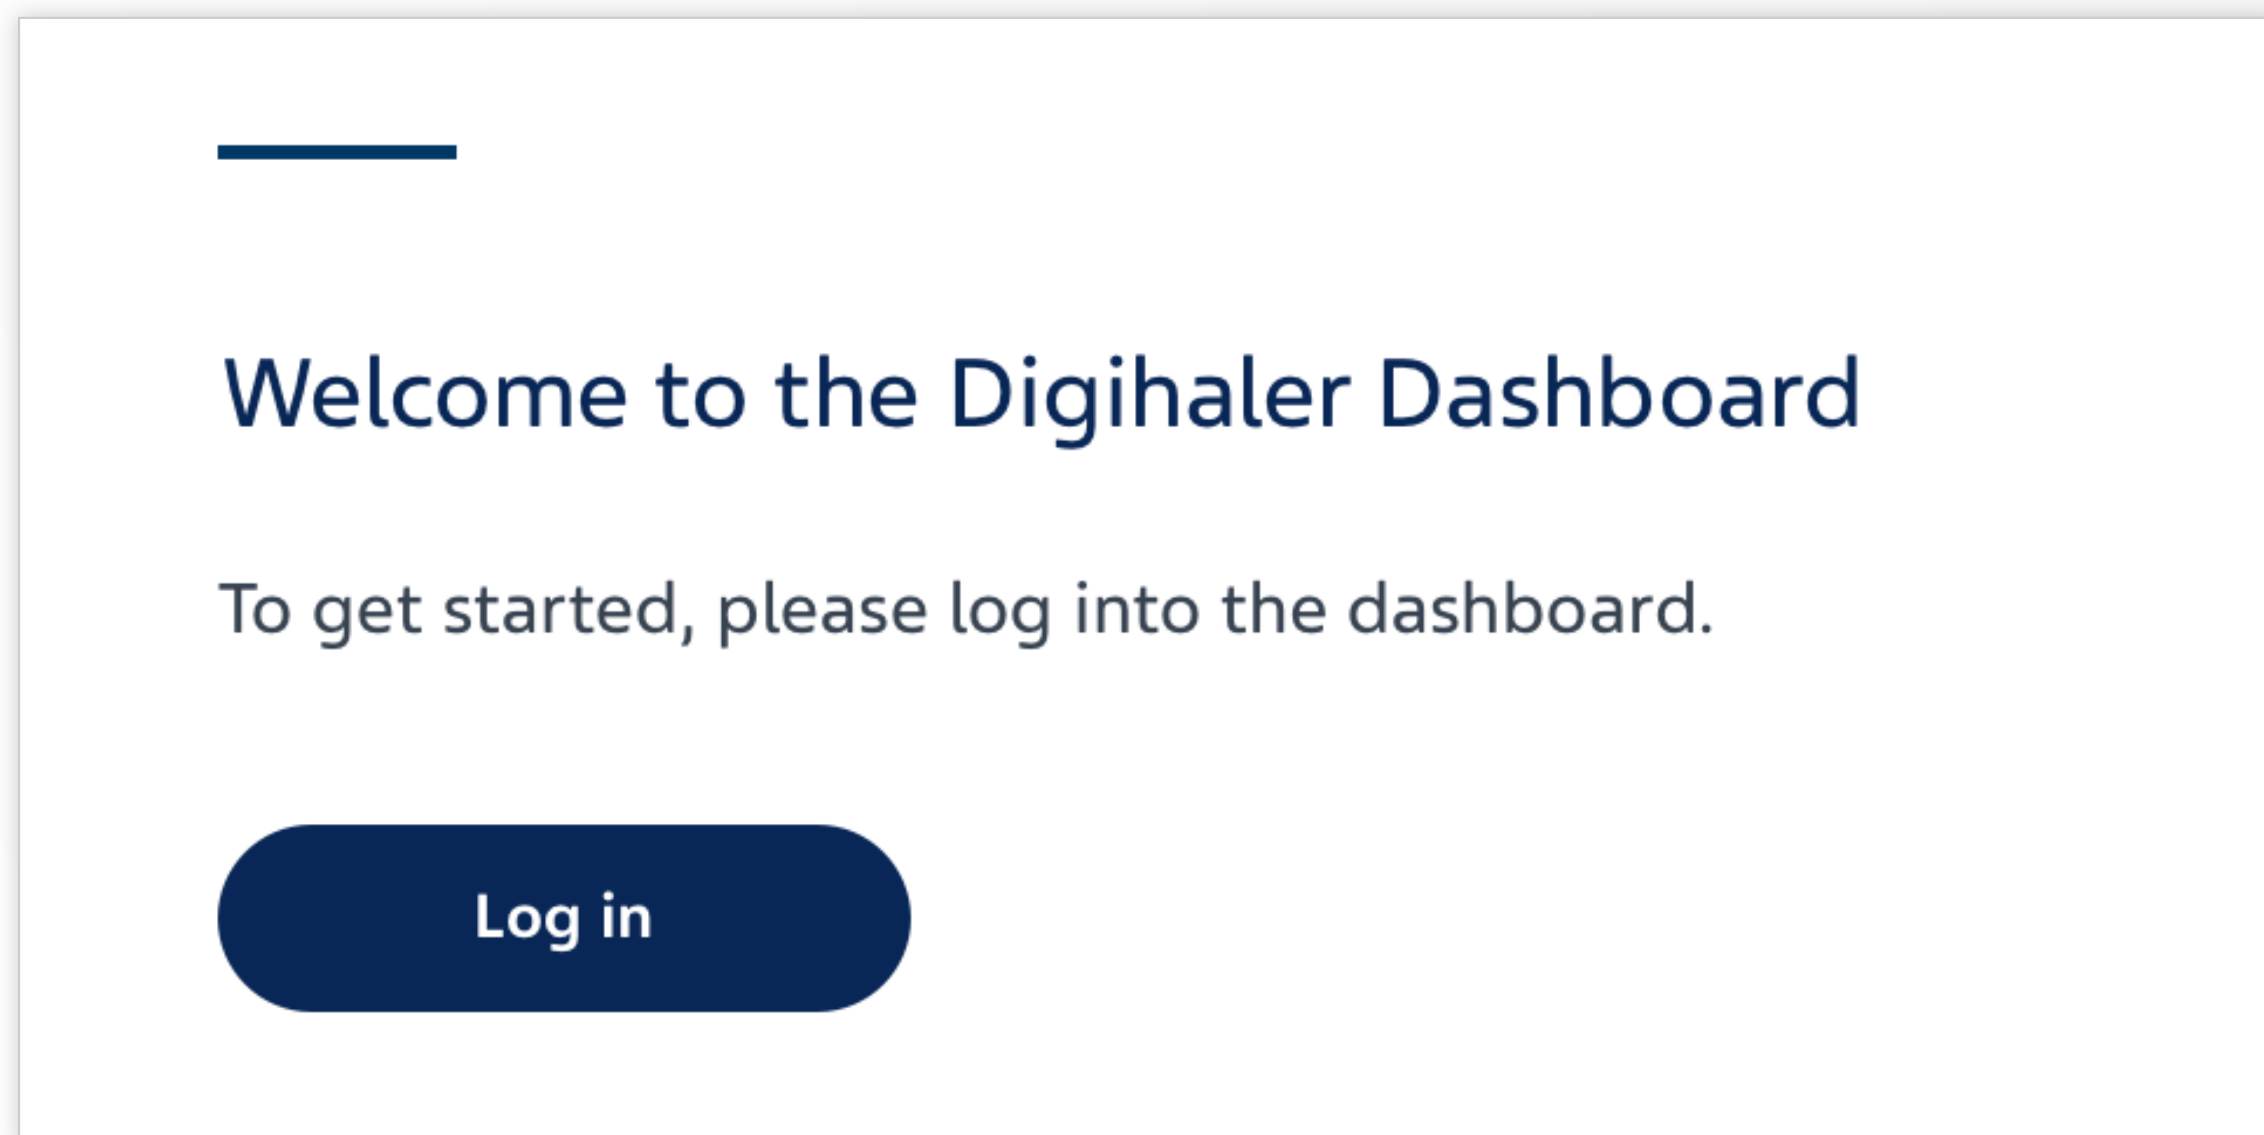 Welcome to the Digihaler Dashboard
To get started, please log into the dashboard.
Log in